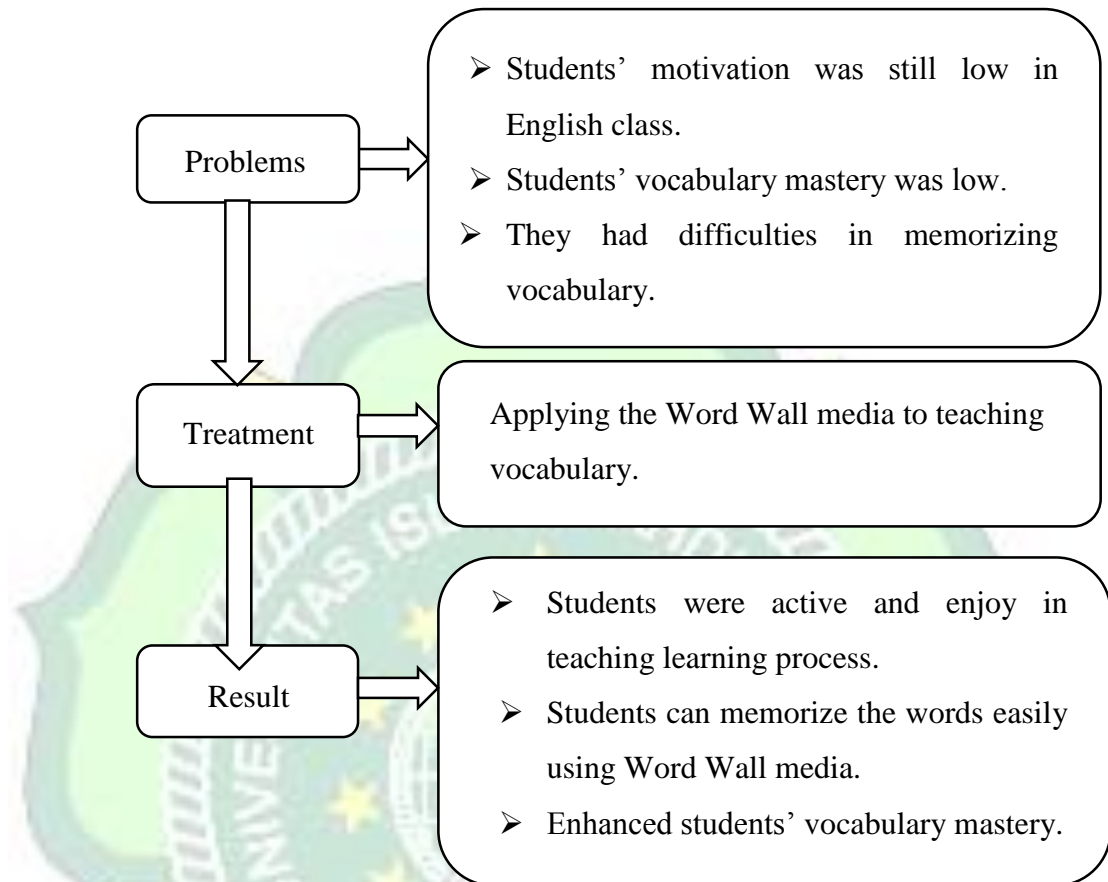 Problems
➢ Students’ motivation was still low in
English class.
➢ Students’ vocabulary mastery was low.
➢ They had difficulties in memorizing
vocabulary.
Treatment
Applying the Word Wall media to teaching
vocabulary.
Result
➢ Students were active and enjoy in
teaching learning process.
➢ Students can memorize the words easily
using Word Wall media.
➢ Enhanced students’ vocabulary mastery.